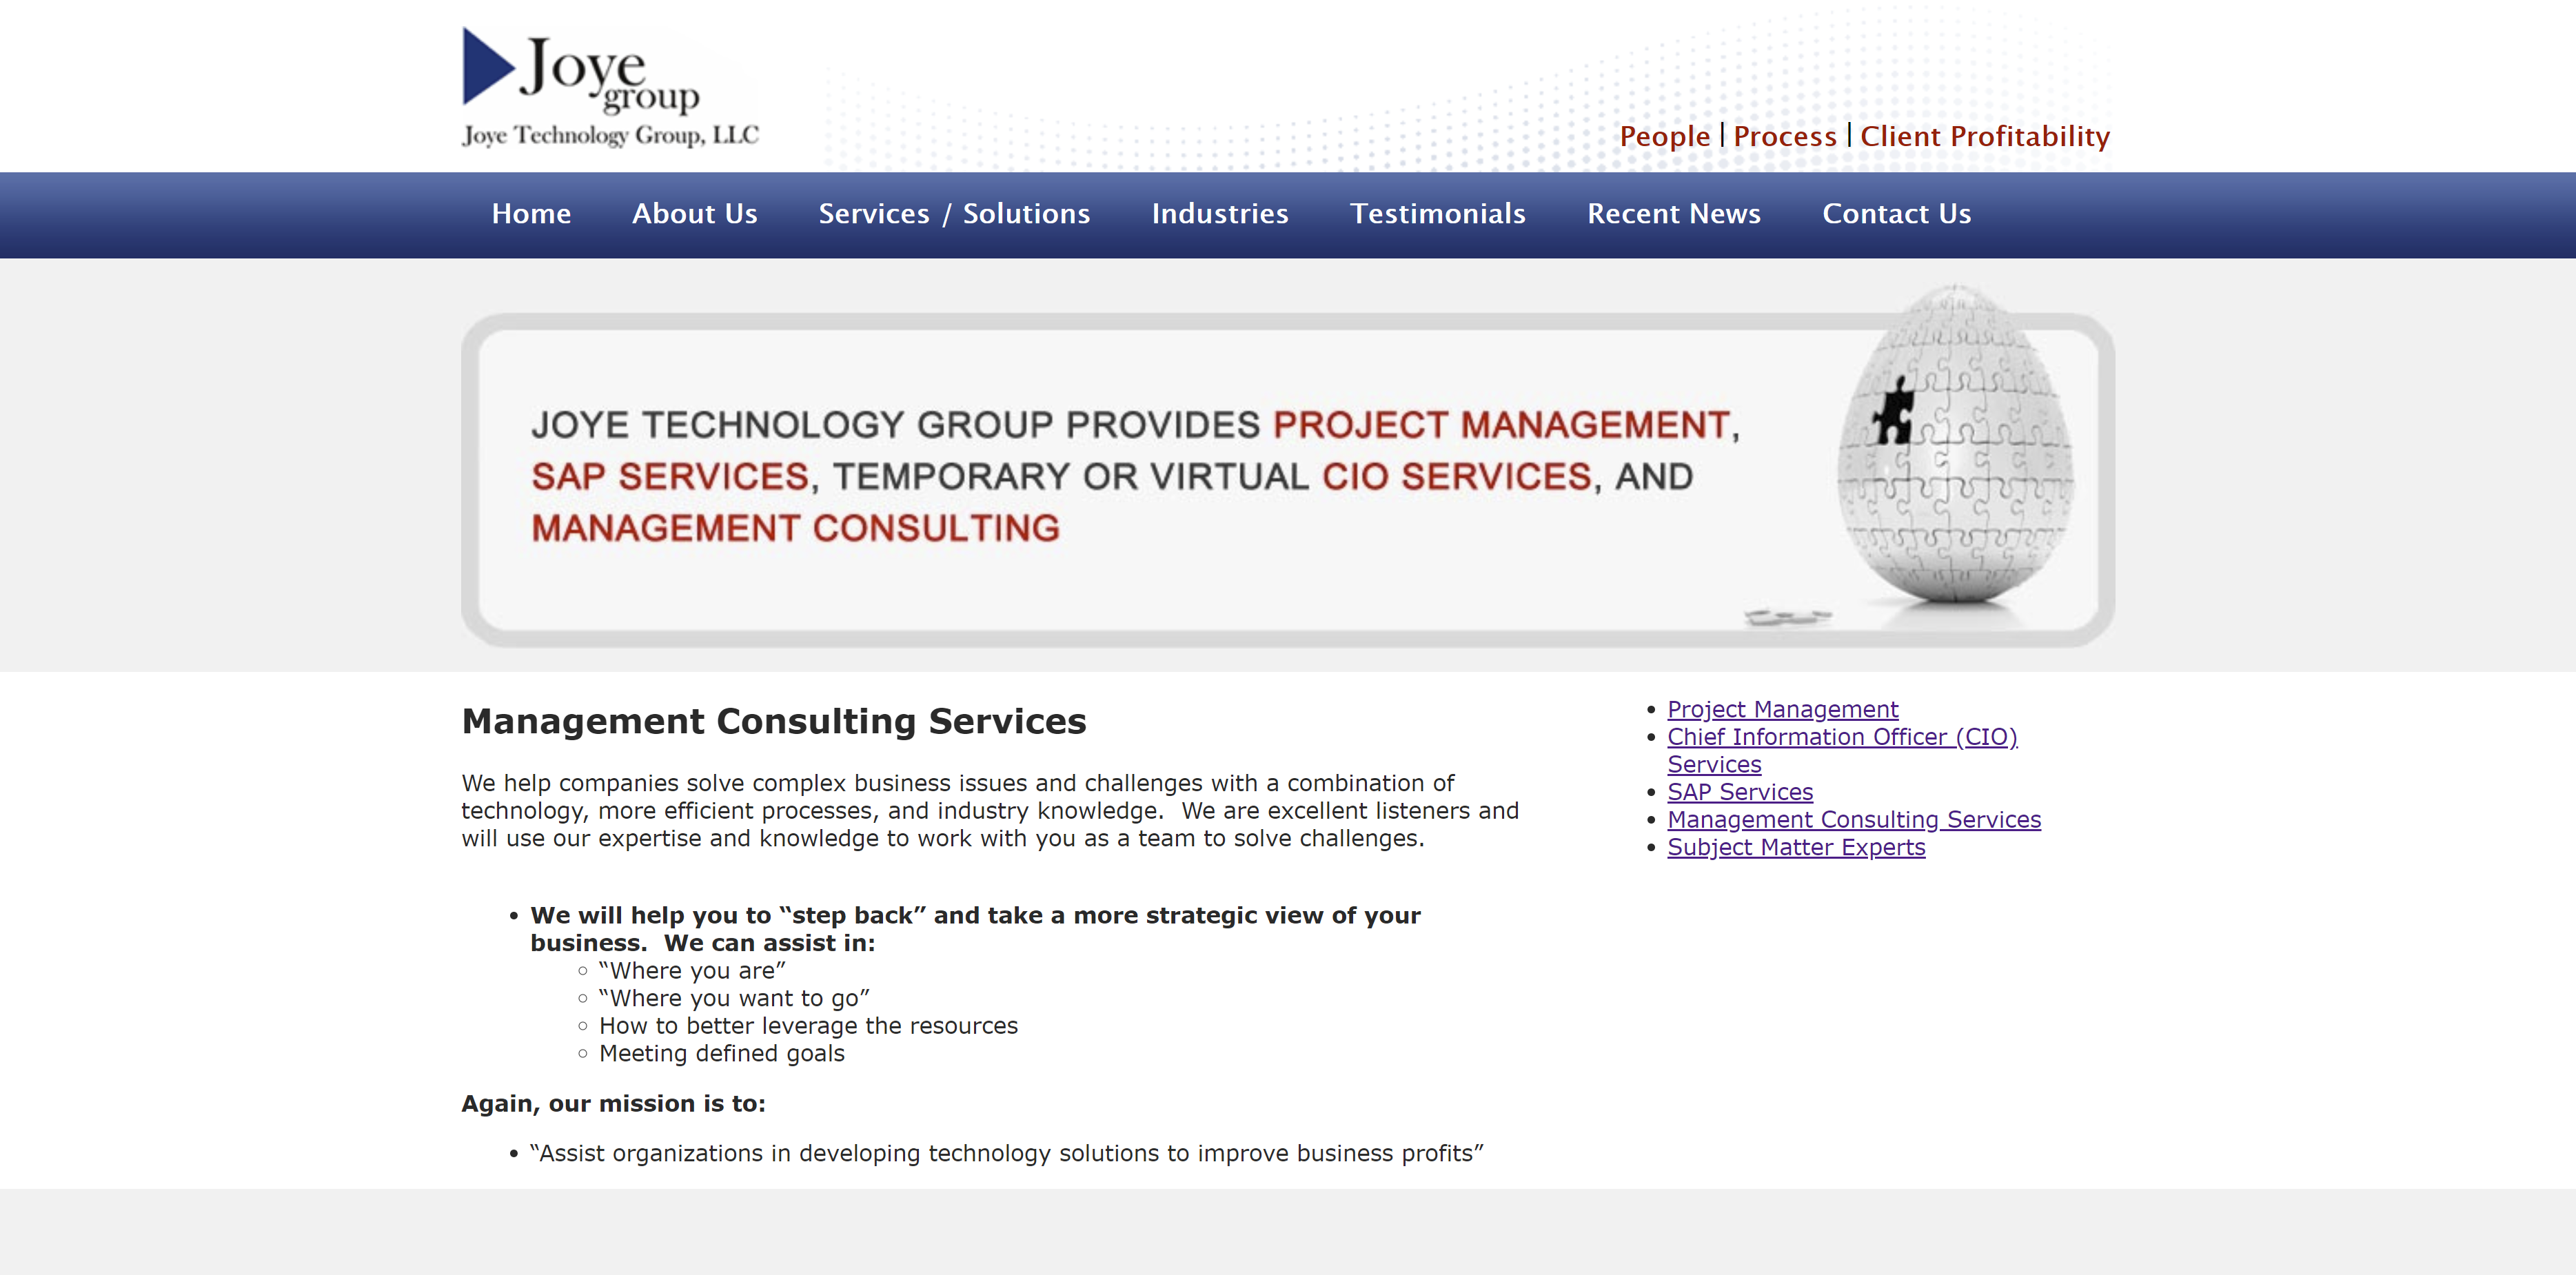 Joye
group
Joye Technology Group, LLC
People | Process | Client Profitability
Home About Us Services / Solutions Industries Testimonials Recent News Contact Us
JOYE TECHNOLOGY GROUP PROVIDES PROJECT MANAGEMENT,
SAP SERVICES, TEMPORARY OR VIRTUAL CIO SERVICES, AND
MANAGEMENT CONSULTING
Management Consulting Services
We help companies solve complex business issues and challenges with a combination of
technology, more efficient processes, and industry knowledge.  We are excellent listeners and
will use our expertise and knowledge to work with you as a team to solve challenges.
• We will help you to “step back” and take a more strategic view of your
business.  We can assist in:
◦ “Where you are”
◦ “Where you want to go”
◦ How to better leverage the resources
◦ Meeting defined goals
Again, our mission is to:
• “Assist organizations in developing technology solutions to improve business profits”
• Project Management
• Chief Information Officer (CIO)
Services
• SAP Services
• Management Consulting Services
• Subject Matter Experts